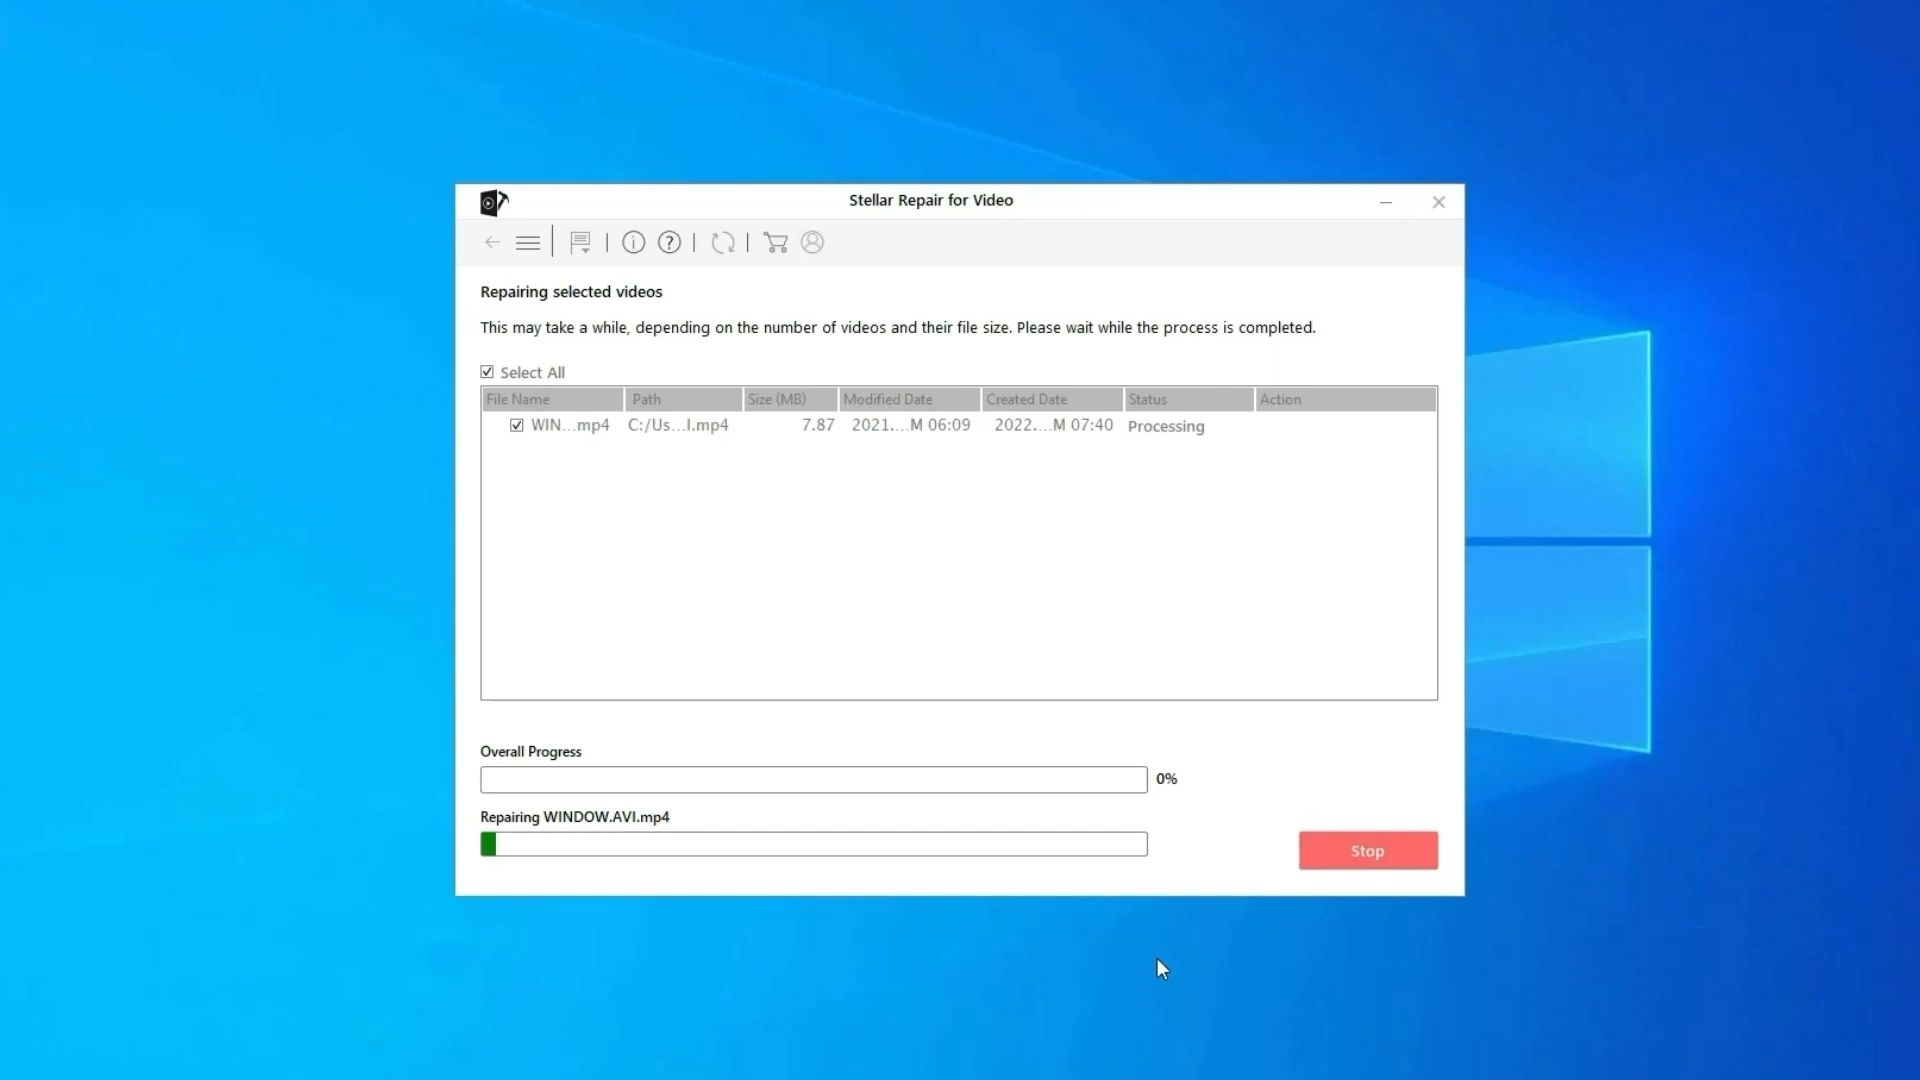 Stellar Repair for Video
Repairing selected videos
This may take a while, depending on the number of videos and their file size. Please wait while the process is completed.
Select All
File Name Path Size (MB) Modified Date Created Date Status Action
WIN...mp4 C:/Us...I.mp4 7.87 2021....M 06:09 2022....M 07:40 Processing
Overall Progress
0%
Repairing WINDOW.AVI.mp4
Stop